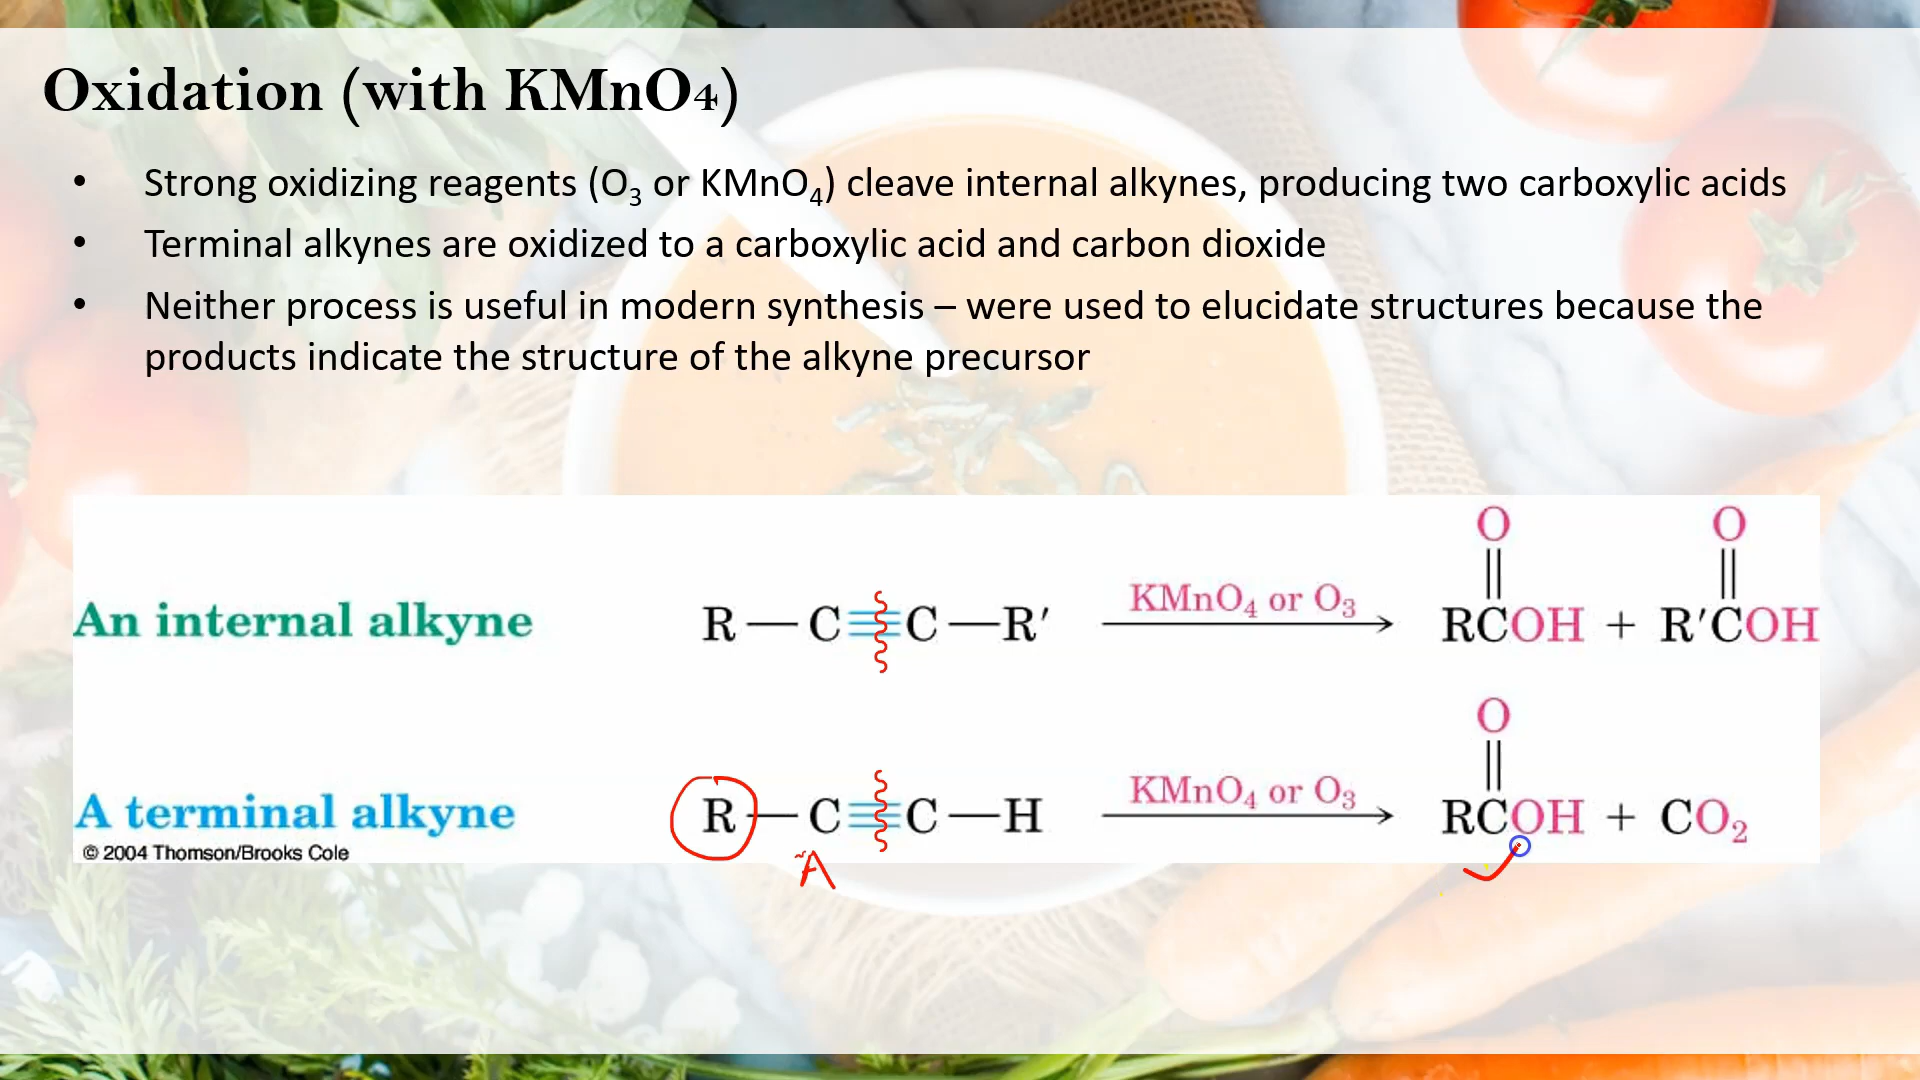 Oxidation (with KMnO4)
• Strong oxidizing reagents (O3 or KMnO4) cleave internal alkynes, producing two carboxylic acids
• Terminal alkynes are oxidized to a carboxylic acid and carbon dioxide
• Neither process is useful in modern synthesis – were used to elucidate structures because the
products indicate the structure of the alkyne precursor
O O
|| ||
An internal alkyne R—C≡C—R′ KMnO4 or O3 → RCOH + R′COH
O
||
A terminal alkyne R—C≡C—H KMnO4 or O3 → RCOH + CO2
© 2004 Thomson/Brooks Cole